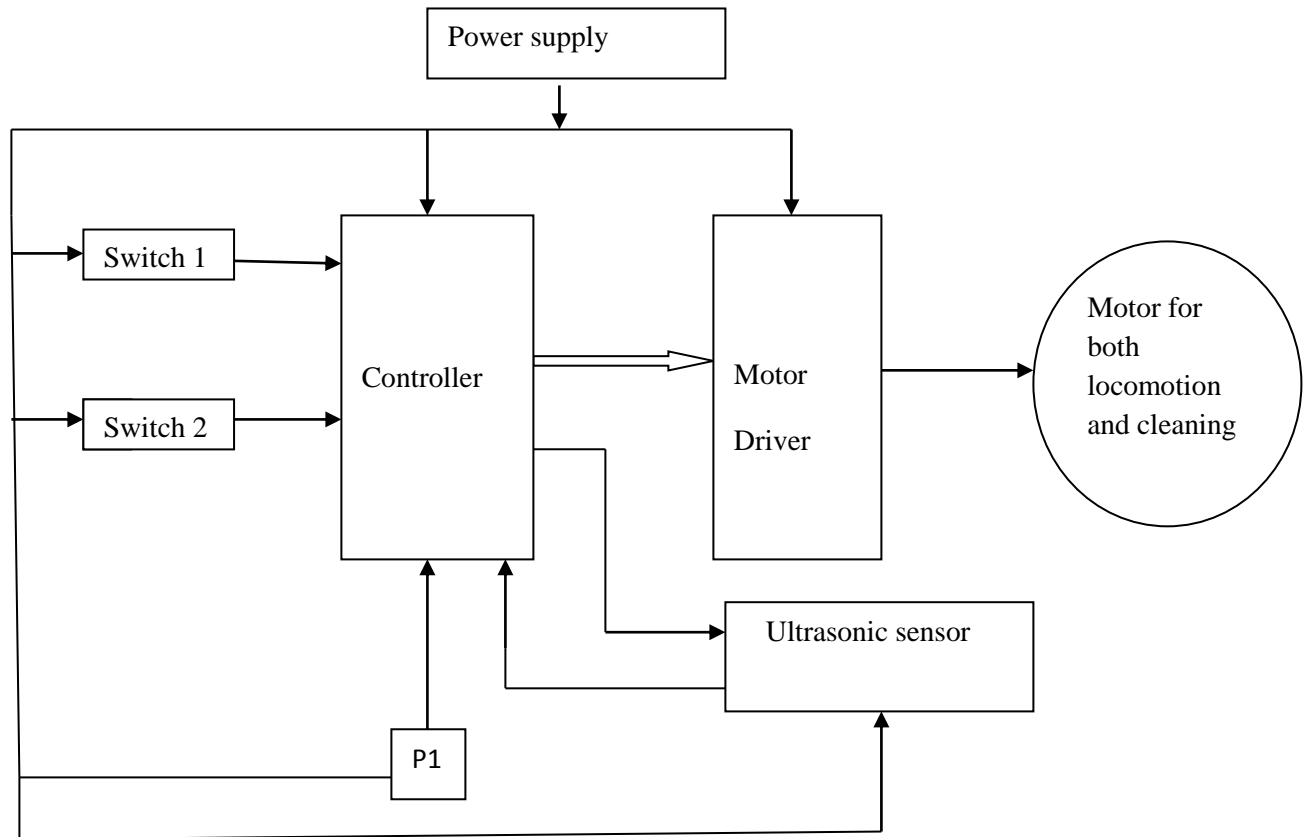 Power supply
Switch 1
Controller
Motor
Driver
Motor for
both
locomotion
and cleaning
Switch 2
Ultrasonic sensor
P1